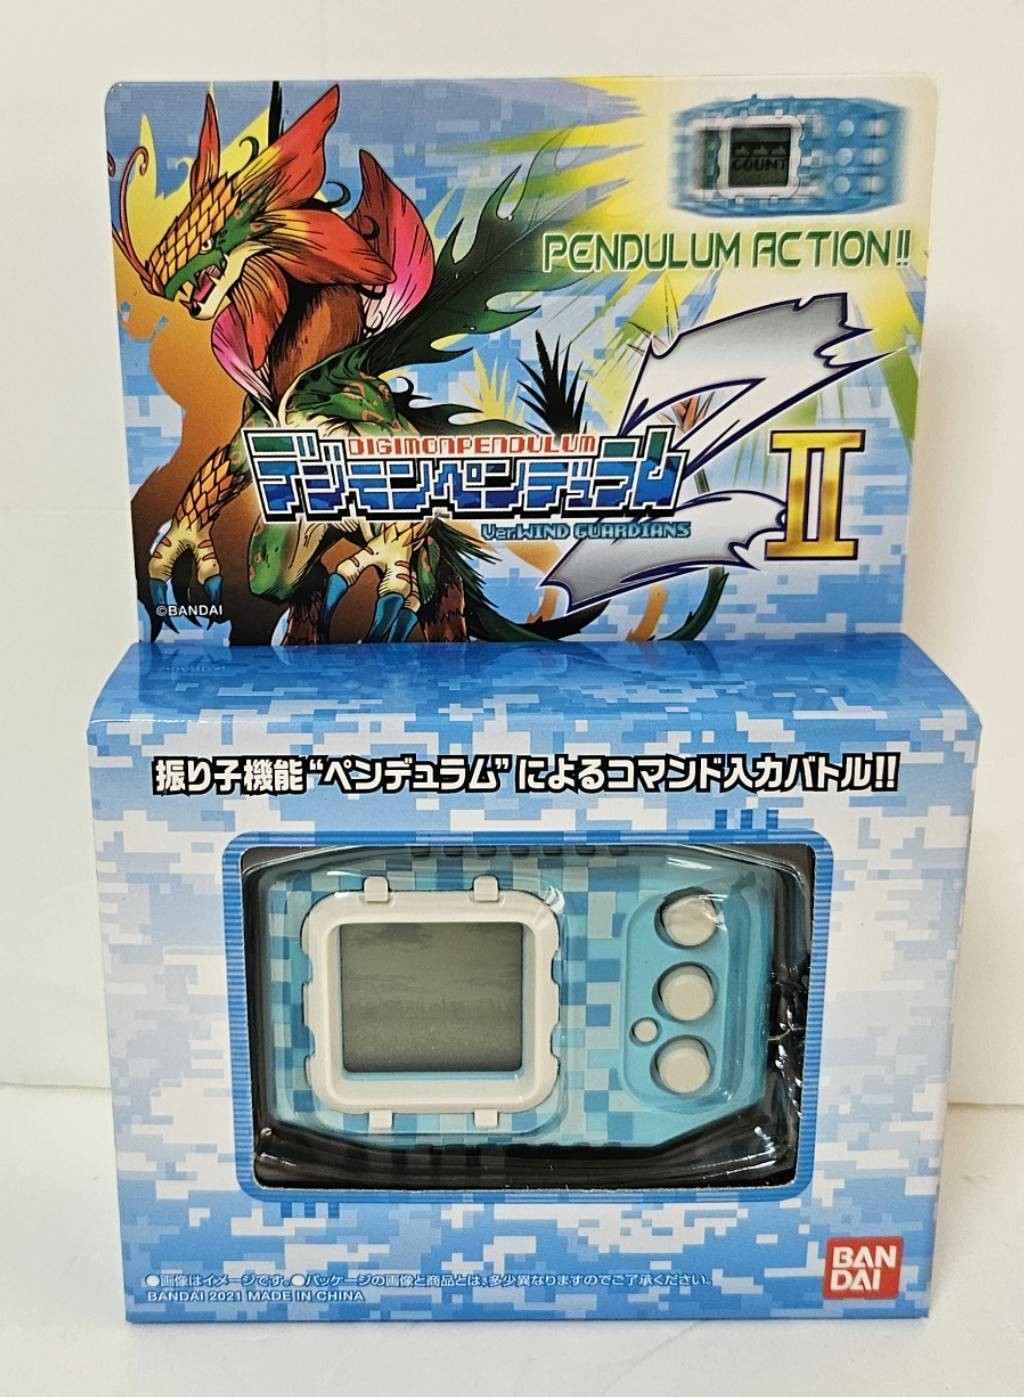 COUNT
PENDULUM ACTION!!
DIGIMONPENDULUM
デジモンペンデュラムZ
II
Ver.WIND GUARDIANS
©BANDAI
振り子機能“ペンデュラム”によるコマンド入力バトル!!
●画像はイメージです。●パッケージの画像と商品とは、多少異なりますのでご了承ください。
BANDAI 2021 MADE IN CHINA
BAN
DAI